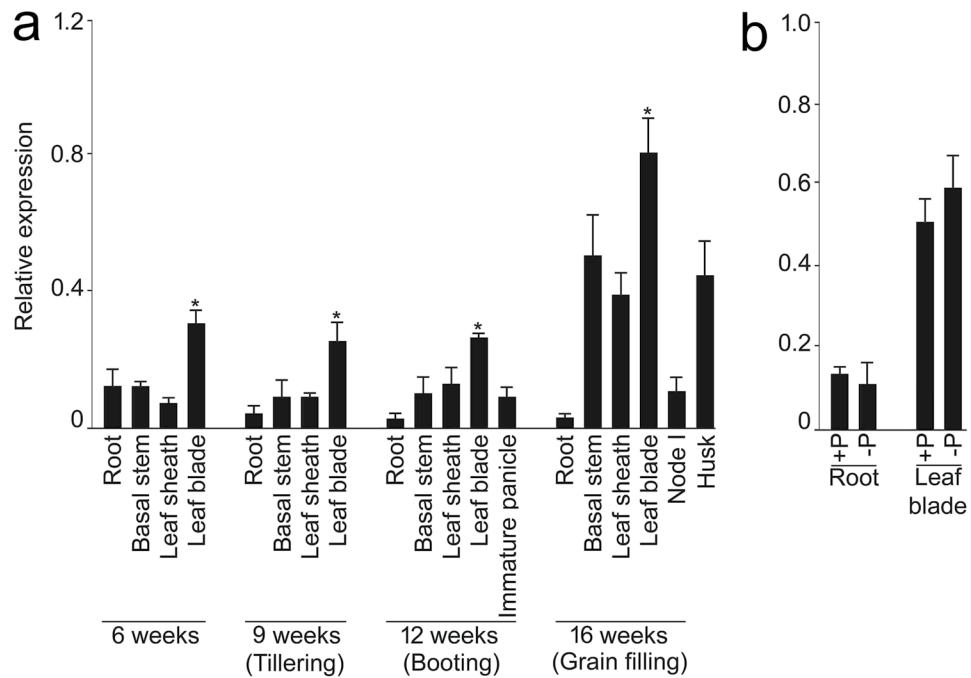 a
Relative expression
1.2
0.8
0.4
0
*
*
*
*
Root
Basal stem
Leaf sheath
Leaf blade
Root
Basal stem
Leaf sheath
Leaf blade
Root
Basal stem
Leaf sheath
Leaf blade
Immature panicle
Root
Basal stem
Leaf sheath
Leaf blade
Node I
Husk
6 weeks
9 weeks
(Tillering)
12 weeks
(Booting)
16 weeks
(Grain filling)
b
1.0
0.8
0.6
0.4
0.2
0
+P
-P
+P
-P
Root
Leaf
blade